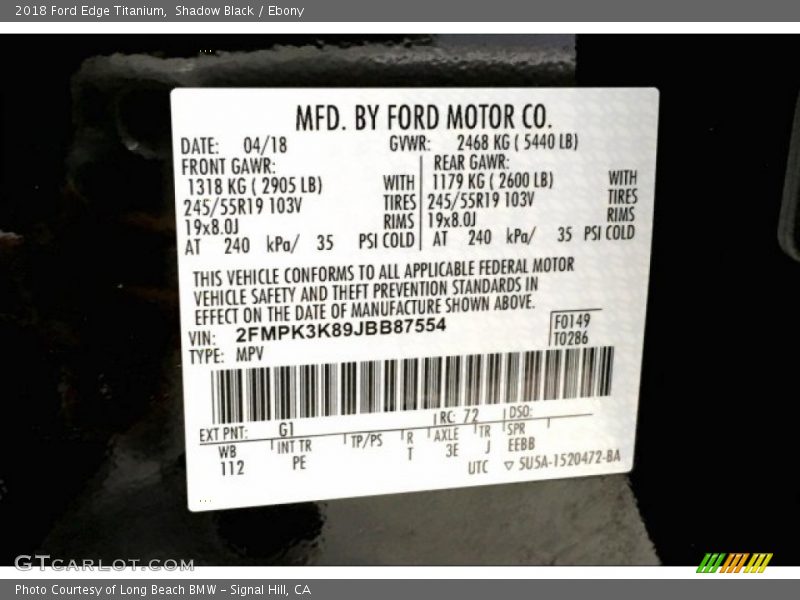 2018 Ford Edge Titanium, Shadow Black / Ebony
MFD. BY FORD MOTOR CO.
DATE: 04/18 GVWR: 2468 KG ( 5440 LB)
FRONT GAWR: REAR GAWR:
1318 KG ( 2905 LB) WITH 1179 KG ( 2600 LB) WITH
245/55R19 103V TIRES 245/55R19 103V TIRES
19x8.0J RIMS 19x8.0J RIMS
AT 240 kPa/ 35 PSI COLD AT 240 kPa/ 35 PSI COLD
THIS VEHICLE CONFORMS TO ALL APPLICABLE FEDERAL MOTOR
VEHICLE SAFETY AND THEFT PREVENTION STANDARDS IN
EFFECT ON THE DATE OF MANUFACTURE SHOWN ABOVE.
VIN: 2FMPK3K89JBB87554 F0149
TYPE: MPV T0286
EXT PNT: G1 RC: 72 DSO:
WB INT TR TP/PS R AXLE TR SPR
112 PE T 3E J EEBB
UTC ▽ 5U5A-1520472-BA
GTCARLOT.COM
Photo Courtesy of Long Beach BMW - Signal Hill, CA